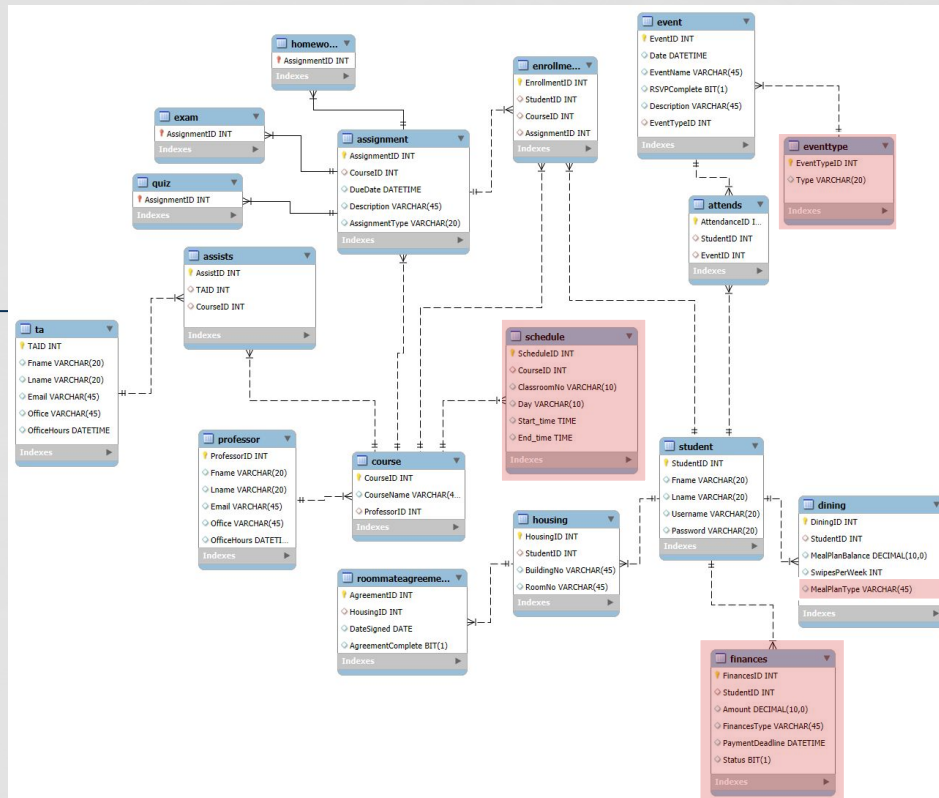 homewo...
AssignmentID INT
Indexes
exam
AssignmentID INT
Indexes
quiz
AssignmentID INT
Indexes
assignment
AssignmentID INT
CourseID INT
DueDate DATETIME
Description VARCHAR(45)
AssignmentType VARCHAR(20)
Indexes
enrollme...
EnrollmentID INT
StudentID INT
CourseID INT
AssignmentID INT
Indexes
event
EventID INT
Date DATETIME
EventName VARCHAR(45)
RSVPComplete BIT(1)
Description VARCHAR(45)
EventTypeID INT
Indexes
eventtype
EventTypeID INT
Type VARCHAR(20)
Indexes
attends
AttendanceID I...
StudentID INT
EventID INT
Indexes
assists
AssistID INT
TAID INT
CourseID INT
Indexes
ta
TAID INT
Fname VARCHAR(20)
Lname VARCHAR(20)
Email VARCHAR(45)
Office VARCHAR(45)
OfficeHours DATETIME
Indexes
schedule
ScheduleID INT
CourseID INT
ClassroomNo VARCHAR(10)
Day VARCHAR(10)
Start_time TIME
End_time TIME
Indexes
professor
ProfessorID INT
Fname VARCHAR(20)
Lname VARCHAR(20)
Email VARCHAR(45)
Office VARCHAR(45)
OfficeHours DATETI...
Indexes
course
CourseID INT
CourseName VARCHAR(4...
ProfessorID INT
Indexes
student
StudentID INT
Fname VARCHAR(20)
Lname VARCHAR(20)
Username VARCHAR(20)
Password VARCHAR(20)
Indexes
dining
DiningID INT
StudentID INT
MealPlanBalance DECIMAL(10,0)
SwipesPerWeek INT
MealPlanType VARCHAR(45)
Indexes
housing
HousingID INT
StudentID INT
BuildingNo VARCHAR(45)
RoomNo VARCHAR(45)
Indexes
roommateagreeme...
AgreementID INT
HousingID INT
DateSigned DATE
AgreementComplete BIT(1)
Indexes
finances
FinancesID INT
StudentID INT
Amount DECIMAL(10,0)
FinancesType VARCHAR(45)
PaymentDeadline DATETIME
Status BIT(1)
Indexes